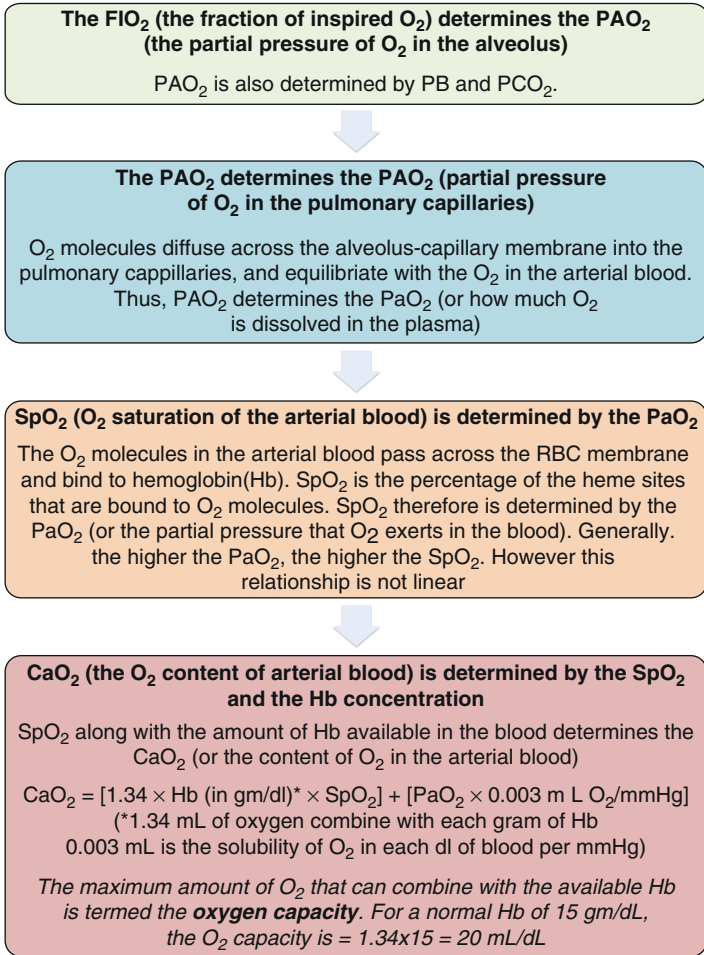 The FIO₂ (the fraction of inspired O₂) determines the PAO₂
(the partial pressure of O₂ in the alveolus)
PAO₂ is also determined by PB and PCO₂.
The PAO₂ determines the PAO₂ (partial pressure
of O₂ in the pulmonary capillaries)
O₂ molecules diffuse across the alveolus-capillary membrane into the
pulmonary cappillaries, and equilibriate with the O₂ in the arterial blood.
Thus, PAO₂ determines the PaO₂ (or how much O₂
is dissolved in the plasma)
SpO₂ (O₂ saturation of the arterial blood) is determined by the PaO₂
The O₂ molecules in the arterial blood pass across the RBC membrane
and bind to hemoglobin(Hb). SpO₂ is the percentage of the heme sites
that are bound to O₂ molecules. SpO₂ therefore is determined by the
PaO₂ (or the partial pressure that O₂ exerts in the blood). Generally.
the higher the PaO₂, the higher the SpO₂. However this
relationship is not linear
CaO₂ (the O₂ content of arterial blood) is determined by the SpO₂
and the Hb concentration
SpO₂ along with the amount of Hb available in the blood determines the
CaO₂ (or the content of O₂ in the arterial blood)
CaO₂ = [1.34 × Hb (in gm/dl)* × SpO₂] + [PaO₂ × 0.003 m L O₂/mmHg]
(*1.34 mL of oxygen combine with each gram of Hb
0.003 mL is the solubility of O₂ in each dl of blood per mmHg)
The maximum amount of O₂ that can combine with the available Hb
is termed the oxygen capacity. For a normal Hb of 15 gm/dL,
the O₂ capacity is = 1.34x15 = 20 mL/dL